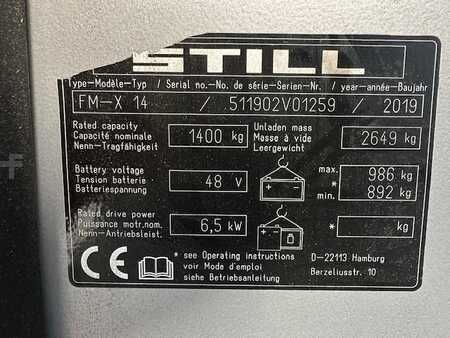 STILL
Type-Modèle-Typ / Serial no.-No. de série-Serien-Nr. / year-année-Baujahr
FM-X 14 / 511902V01259 / 2019
Rated capacity
Capacité nominale
Nenn-Tragfähigkeit
1400 kg
Unladen mass
Masse à vide
Leergewicht
2649 kg
Battery voltage
Tension batterie
Batteriespannung
48 V
max. 986 kg
*
min. 892 kg
Rated drive power
Puissance motr.nom.
Nenn-Antriebsleist.
6,5 kW
* kg
CE
* see Operating instructions
voir Mode d'emploi
siehe Betriebsanleitung
D-22113 Hamburg
Berzeliusstr. 10